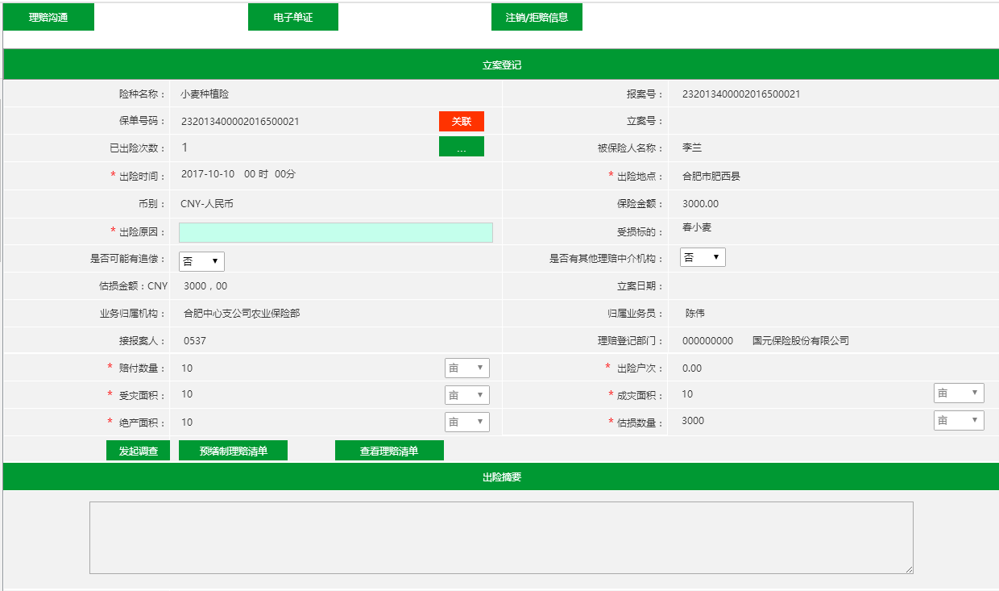 理赔沟通 电子单证 注销/拒赔信息
立案登记
险种名称： 小麦种植险 报案号： 232013400002016500021
保单号码： 232013400002016500021 关联 立案号：
已出险次数： 1 ... 被保险人名称： 李兰
* 出险时间： 2017-10-10 00 时 00分 * 出险地点： 合肥市肥西县
币别： CNY-人民币 保险金额： 3000.00
* 出险原因： 受损标的： 春小麦
是否可能有追偿： 否 ▼ 是否有其他理赔中介机构： 否 ▼
估损金额：CNY 3000，00 立案日期：
业务归属机构： 合肥中心支公司农业保险部 归属业务员： 陈伟
接报案人： 0537 理赔登记部门： 000000000 国元保险股份有限公司
* 赔付数量： 10 亩 ▼ * 出险户次： 0.00
* 受灾面积： 10 亩 ▼ * 成灾面积： 10 亩 ▼
* 绝产面积： 10 亩 ▼ * 估损数量： 3000 亩 ▼
发起调查 预缮制理赔清单 查看理赔清单
出险摘要